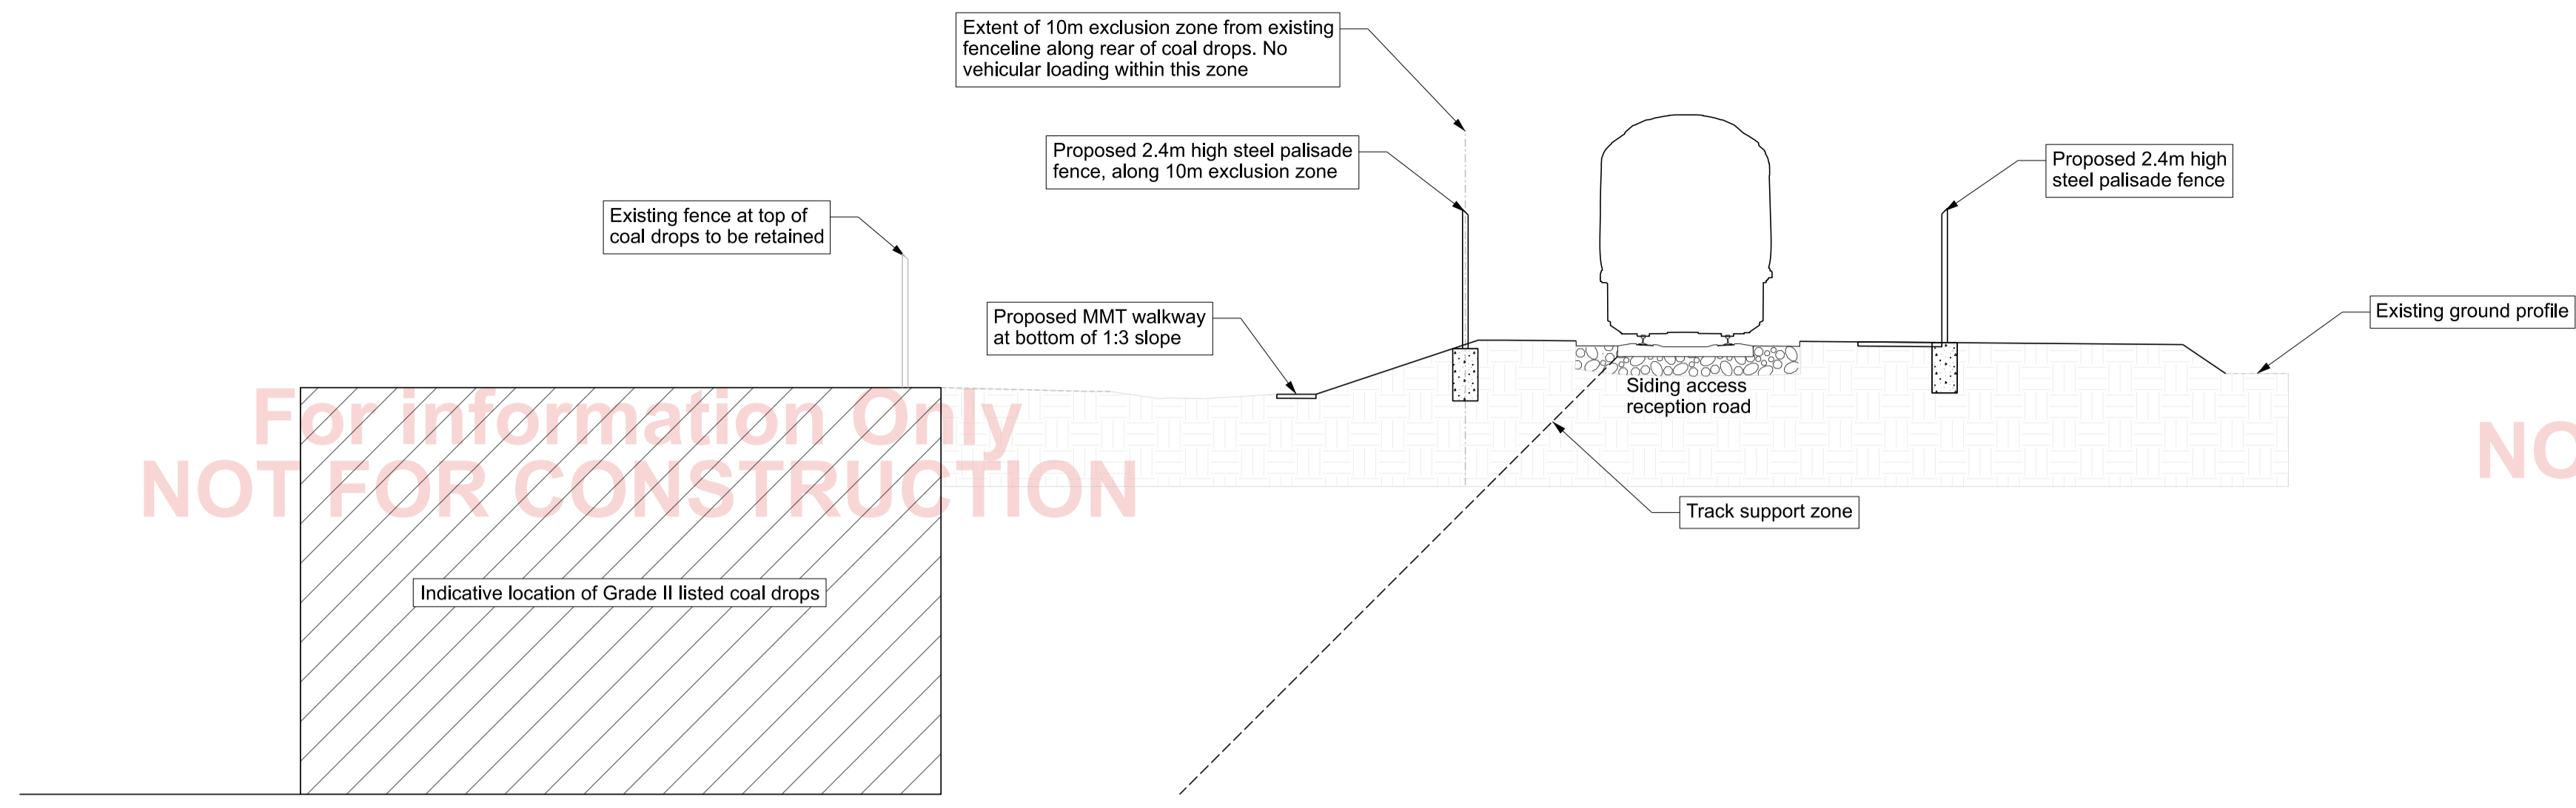 Extent of 10m exclusion zone from existing
fenceline along rear of coal drops. No
vehicular loading within this zone
Proposed 2.4m high steel palisade
fence, along 10m exclusion zone
Proposed 2.4m high
steel palisade fence
Existing fence at top of
coal drops to be retained
Proposed MMT walkway
at bottom of 1:3 slope
Existing ground profile
Siding access
reception road
For information Only
NOT FOR CONSTRUCTION
NO
Track support zone
Indicative location of Grade II listed coal drops